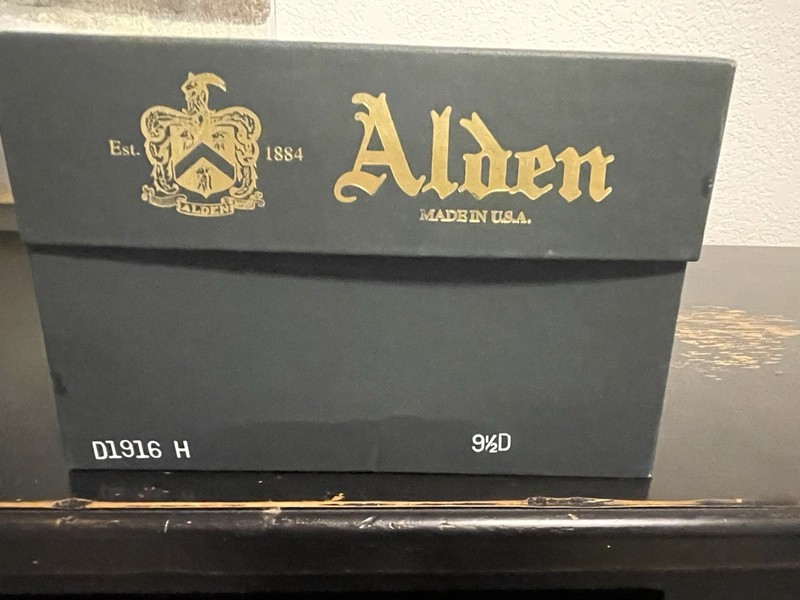 Est. 1884
ALDEN
Alden
MADE IN U.S.A.
D1916 H
9½D